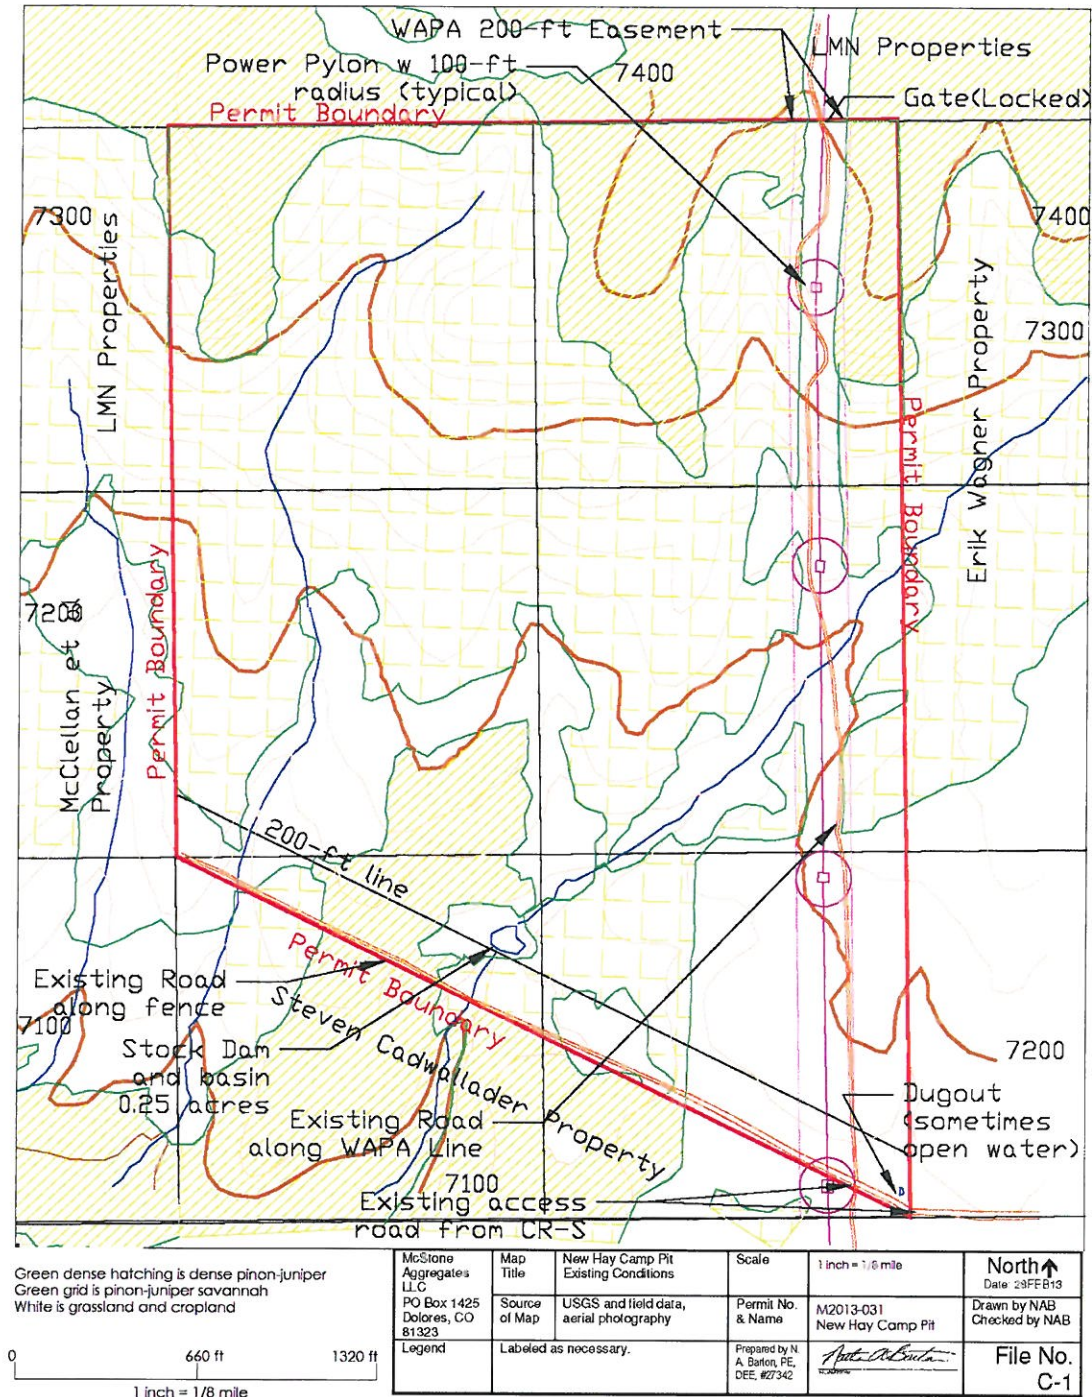 WAPA 200-ft Easement
LMN Properties
Power Pylon w 100-ft
radius (typical)
7400
Gate(Locked)
Permit Boundary
7300
LMN Properties
7400
Erik Wagner Property
7300
Permit Boundary
7200
McClellan et al
Property
Permit Boundary
200-ft line
Permit Boundary
Existing Road
along fence
7100
Steven Cadwallader Property
Stock Dam
and basin
0.25 acres
Existing Road
along WAPA Line
7200
Dugout
(sometimes
open water)
7100
Existing access
road from CR-S
Green dense hatching is dense pinon-juniper
Green grid is pinon-juniper savannah
White is grassland and cropland
0 660 ft 1320 ft
1 inch = 1/8 mile
McStone
Aggregates
LLC
PO Box 1425
Dolores, CO
81323
Map
Title
New Hay Camp Pit
Existing Conditions
Scale
1 inch = 1/8 mile
North
Date: 29FEB13
Source
of Map
USGS and field data,
aerial photography
Permit No.
& Name
M2013-031
New Hay Camp Pit
Drawn by NAB
Checked by NAB
Legend
Labeled as necessary.
Prepared by N.
A. Barton, PE,
DEE, #27342
File No.
C-1